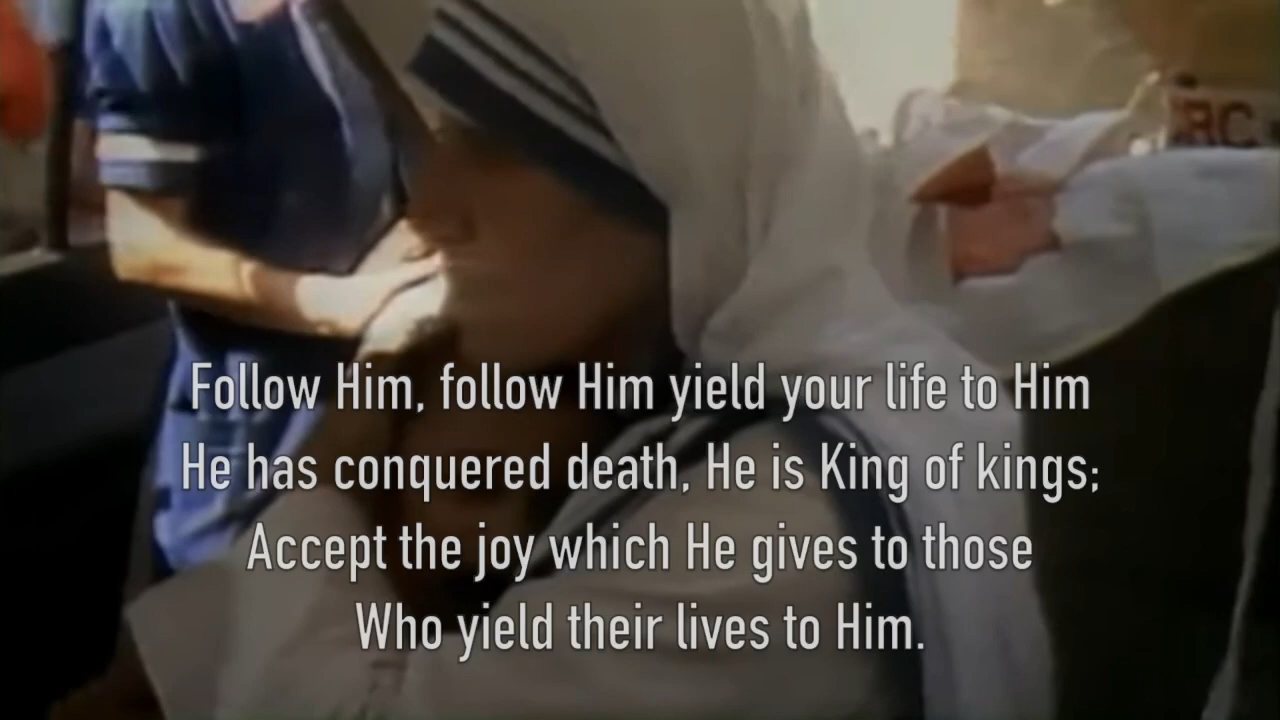 RC
Follow Him, follow Him yield your life to Him
He has conquered death, He is King of kings;
Accept the joy which He gives to those
Who yield their lives to Him.